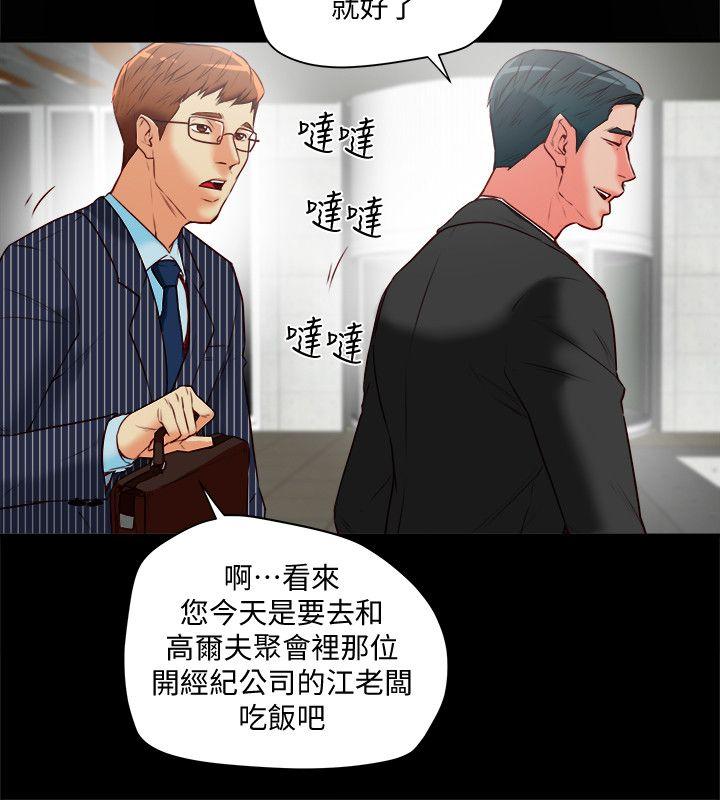 就好了
噠噠
噠噠
噠噠
啊…看來
您今天是要去和
高爾夫聚會裡那位
開經紀公司的江老闆
吃飯吧